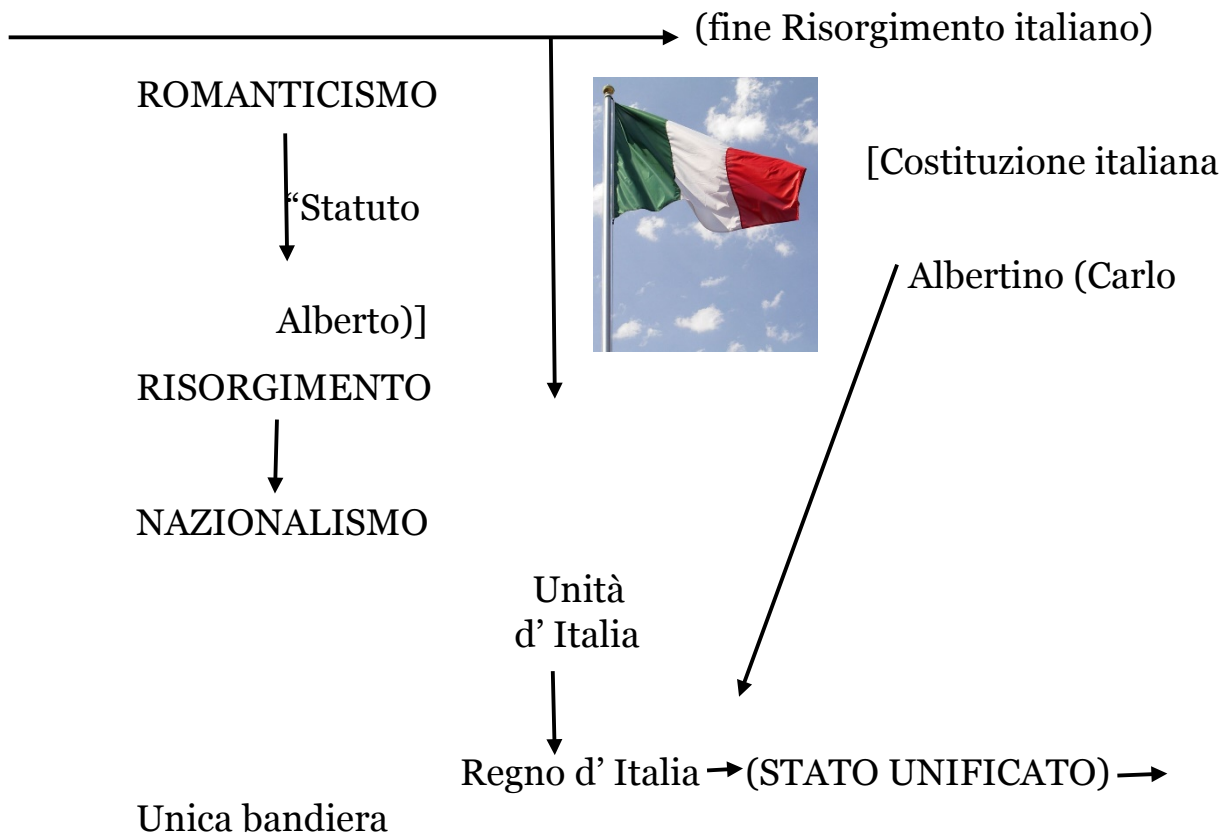 (fine Risorgimento italiano)
ROMANTICISMO
[Costituzione italiana
“Statuto
Albertino (Carlo
Alberto)]
RISORGIMENTO
NAZIONALISMO
Unità
d’ Italia
Regno d’ Italia (STATO UNIFICATO)
Unica bandiera